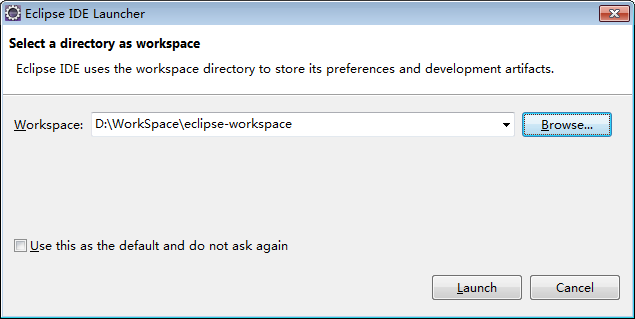 Eclipse IDE Launcher
Select a directory as workspace
Eclipse IDE uses the workspace directory to store its preferences and development artifacts.
Workspace: D:\WorkSpace\eclipse-workspace Browse...
Use this as the default and do not ask again
Launch Cancel